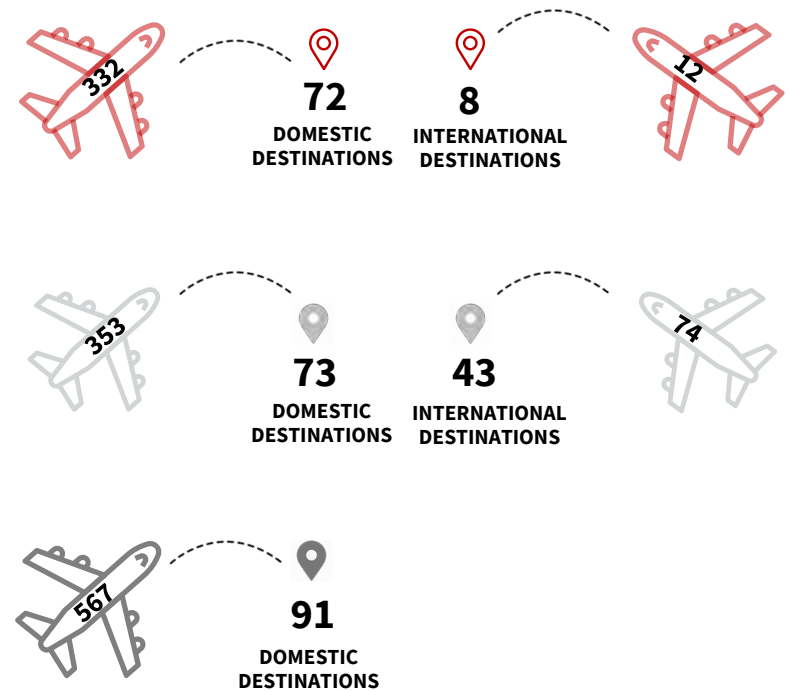 332
72
DOMESTIC
DESTINATIONS
8
INTERNATIONAL
DESTINATIONS
12
353
73
DOMESTIC
DESTINATIONS
43
INTERNATIONAL
DESTINATIONS
74
567
91
DOMESTIC
DESTINATIONS